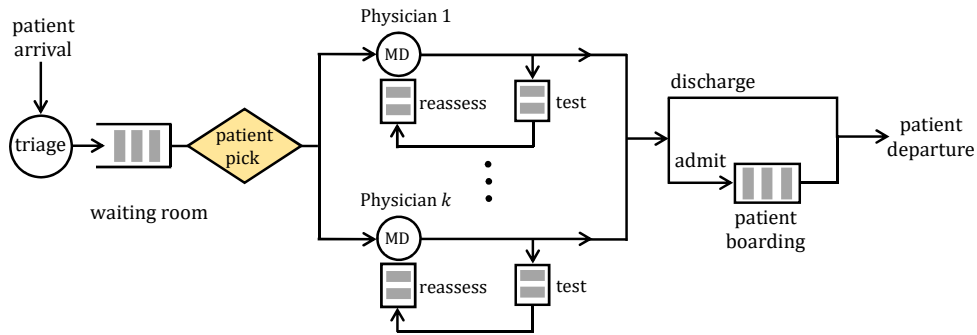 patient
arrival
triage
waiting room
patient
pick
Physician 1
MD
reassess
test
Physician k
MD
reassess
test
discharge
admit
patient
boarding
patient
departure